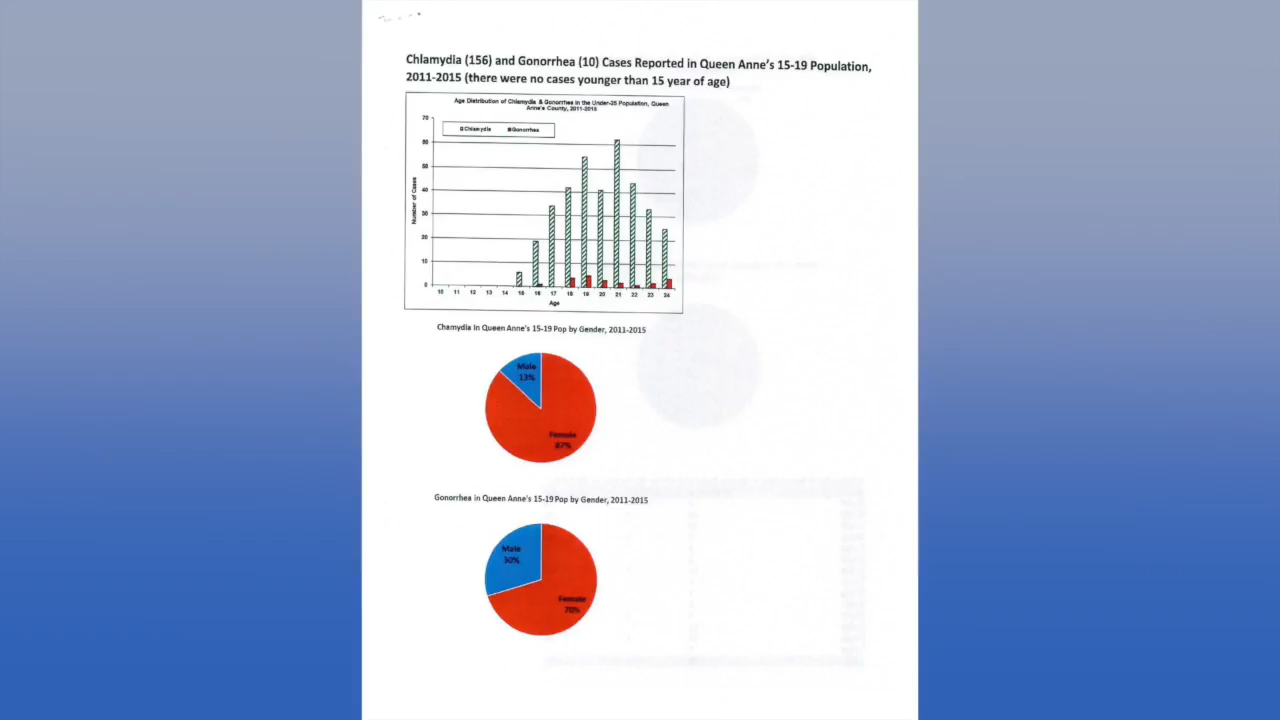 Chlamydia (156) and Gonorrhea (10) Cases Reported in Queen Anne's 15-19 Population,
2011-2015 (there were no cases younger than 15 year of age)
Age Distribution of Chlamydia & Gonorrhea in the Under-25 Population, Queen
Anne's County, 2011-2015
Chlamydia Gonorrhea
70
60
50
40
30
20
10
0
Number of Cases
10 11 12 13 14 15 16 17 18 19 20 21 22 23 24
Age
Chamydia in Queen Anne's 15-19 Pop by Gender, 2011-2015
Male
13%
Female
87%
Gonorrhea in Queen Anne's 15-19 Pop by Gender, 2011-2015
Male
30%
Female
70%